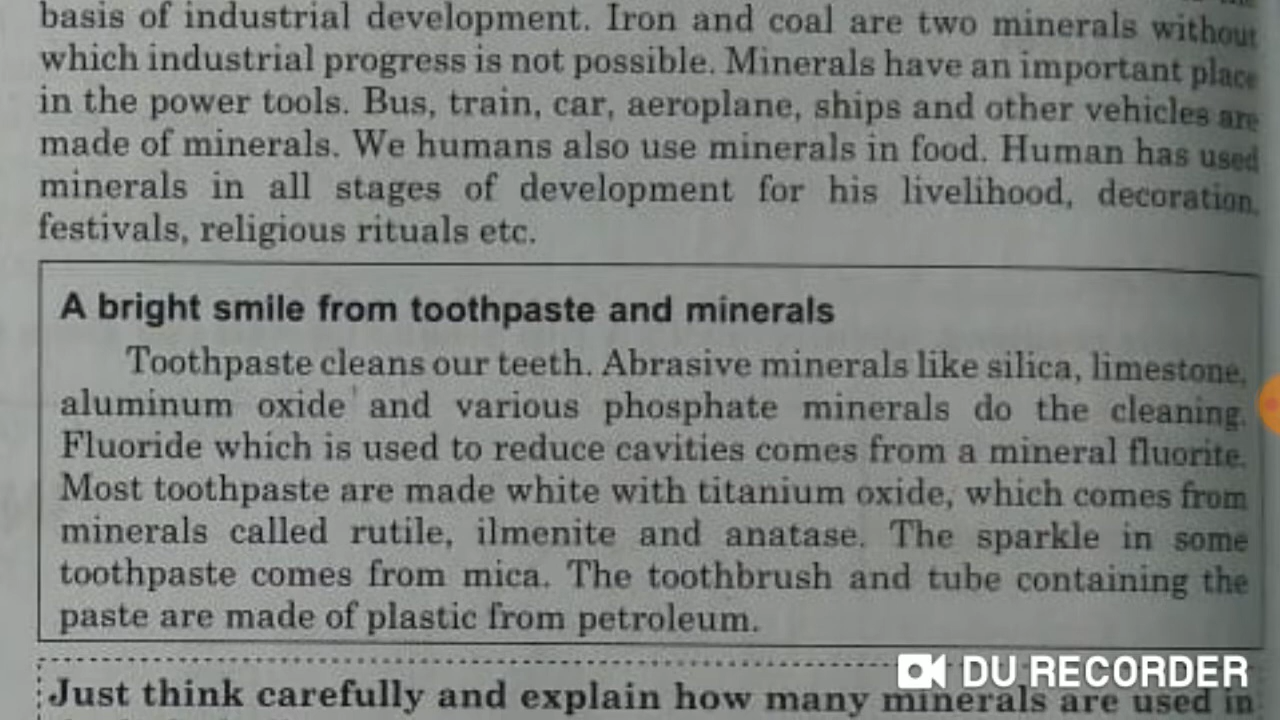 basis of industrial development. Iron and coal are two minerals without
which industrial progress is not possible. Minerals have an important place
in the power tools. Bus, train, car, aeroplane, ships and other vehicles are
made of minerals. We humans also use minerals in food. Human has used
minerals in all stages of development for his livelihood, decoration,
festivals, religious rituals etc.
A bright smile from toothpaste and minerals
Toothpaste cleans our teeth. Abrasive minerals like silica, limestone,
aluminum oxide and various phosphate minerals do the cleaning.
Fluoride which is used to reduce cavities comes from a mineral fluorite.
Most toothpaste are made white with titanium oxide, which comes from
minerals called rutile, ilmenite and anatase. The sparkle in some
toothpaste comes from mica. The toothbrush and tube containing the
paste are made of plastic from petroleum.
DU RECORDER
Just think carefully and explain how many minerals are used in